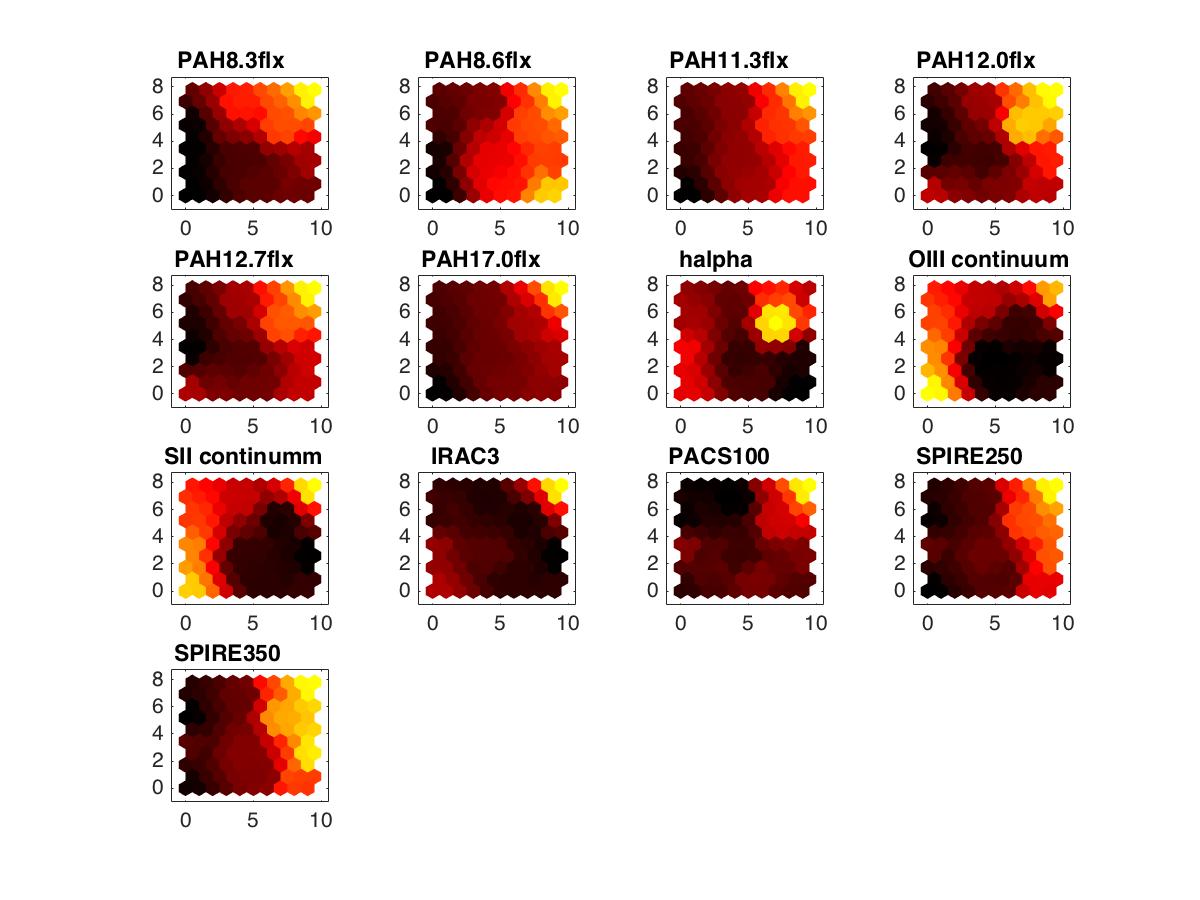 PAH8.3flx PAH8.6flx PAH11.3flx PAH12.0flx
8 8 8 8
6 6 6 6
4 4 4 4
2 2 2 2
0 0 0 0
0 5 10 0 5 10 0 5 10 0 5 10
PAH12.7flx PAH17.0flx halpha OIII continuum
8 8 8 8
6 6 6 6
4 4 4 4
2 2 2 2
0 0 0 0
0 5 10 0 5 10 0 5 10 0 5 10
SII continumm IRAC3 PACS100 SPIRE250
8 8 8 8
6 6 6 6
4 4 4 4
2 2 2 2
0 0 0 0
0 5 10 0 5 10 0 5 10 0 5 10
SPIRE350
8
6
4
2
0
0 5 10